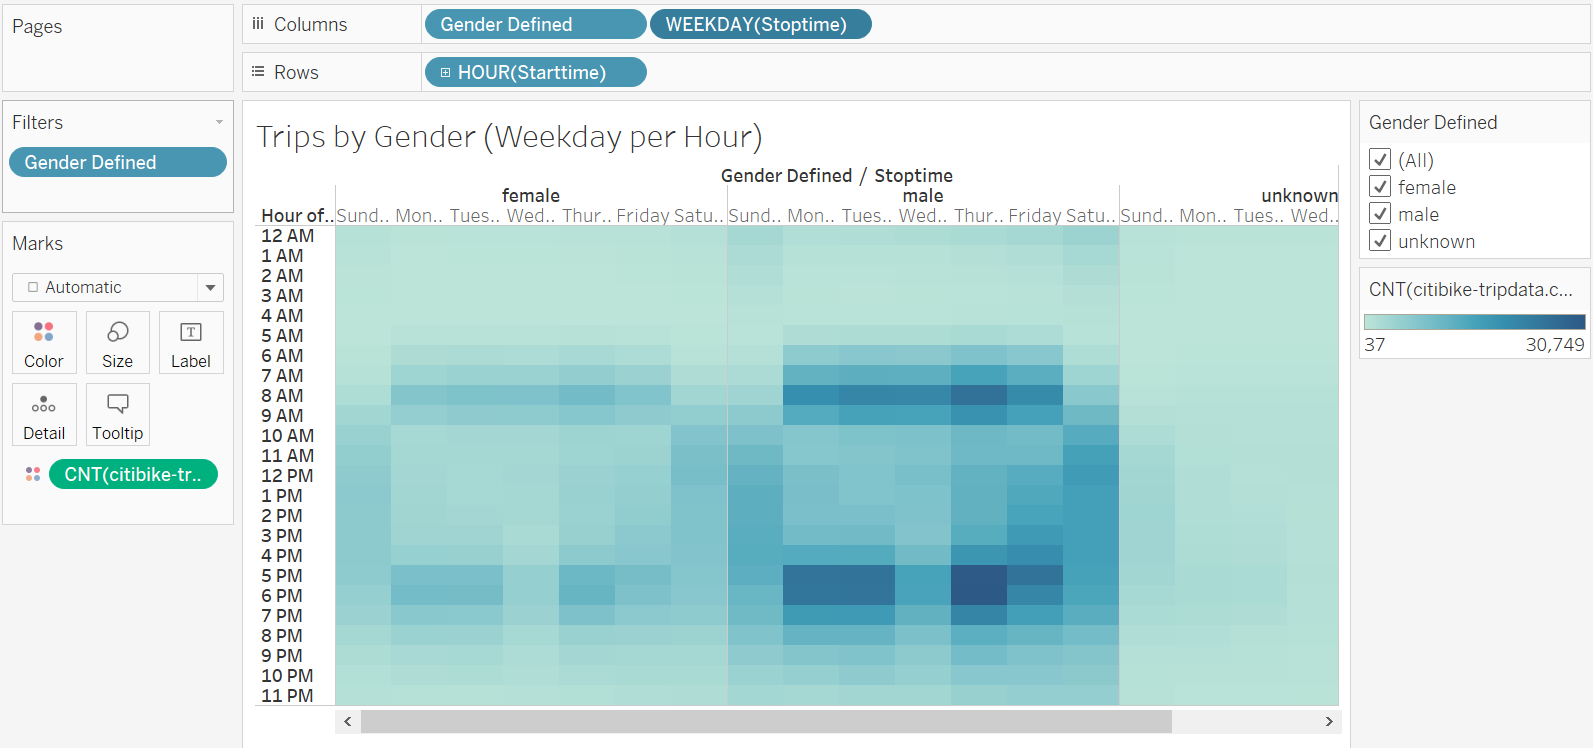 Pages
Columns
Gender Defined
WEEKDAY(Stoptime)
Rows
HOUR(Starttime)
Filters
Gender Defined
Marks
Automatic
Color
Size
Label
Detail
Tooltip
CNT(citibike-tr..
Trips by Gender (Weekday per Hour)
Gender Defined / Stoptime
female male unknown
Hour of.. Sund.. Mon.. Tues.. Wed.. Thur.. Friday Satu.. Sund.. Mon.. Tues.. Wed.. Thur.. Friday Satu.. Sund.. Mon.. Tues.. Wed..
12 AM
1 AM
2 AM
3 AM
4 AM
5 AM
6 AM
7 AM
8 AM
9 AM
10 AM
11 AM
12 PM
1 PM
2 PM
3 PM
4 PM
5 PM
6 PM
7 PM
8 PM
9 PM
10 PM
11 PM
Gender Defined
(All)
female
male
unknown
CNT(citibike-tripdata.c...
37 30,749